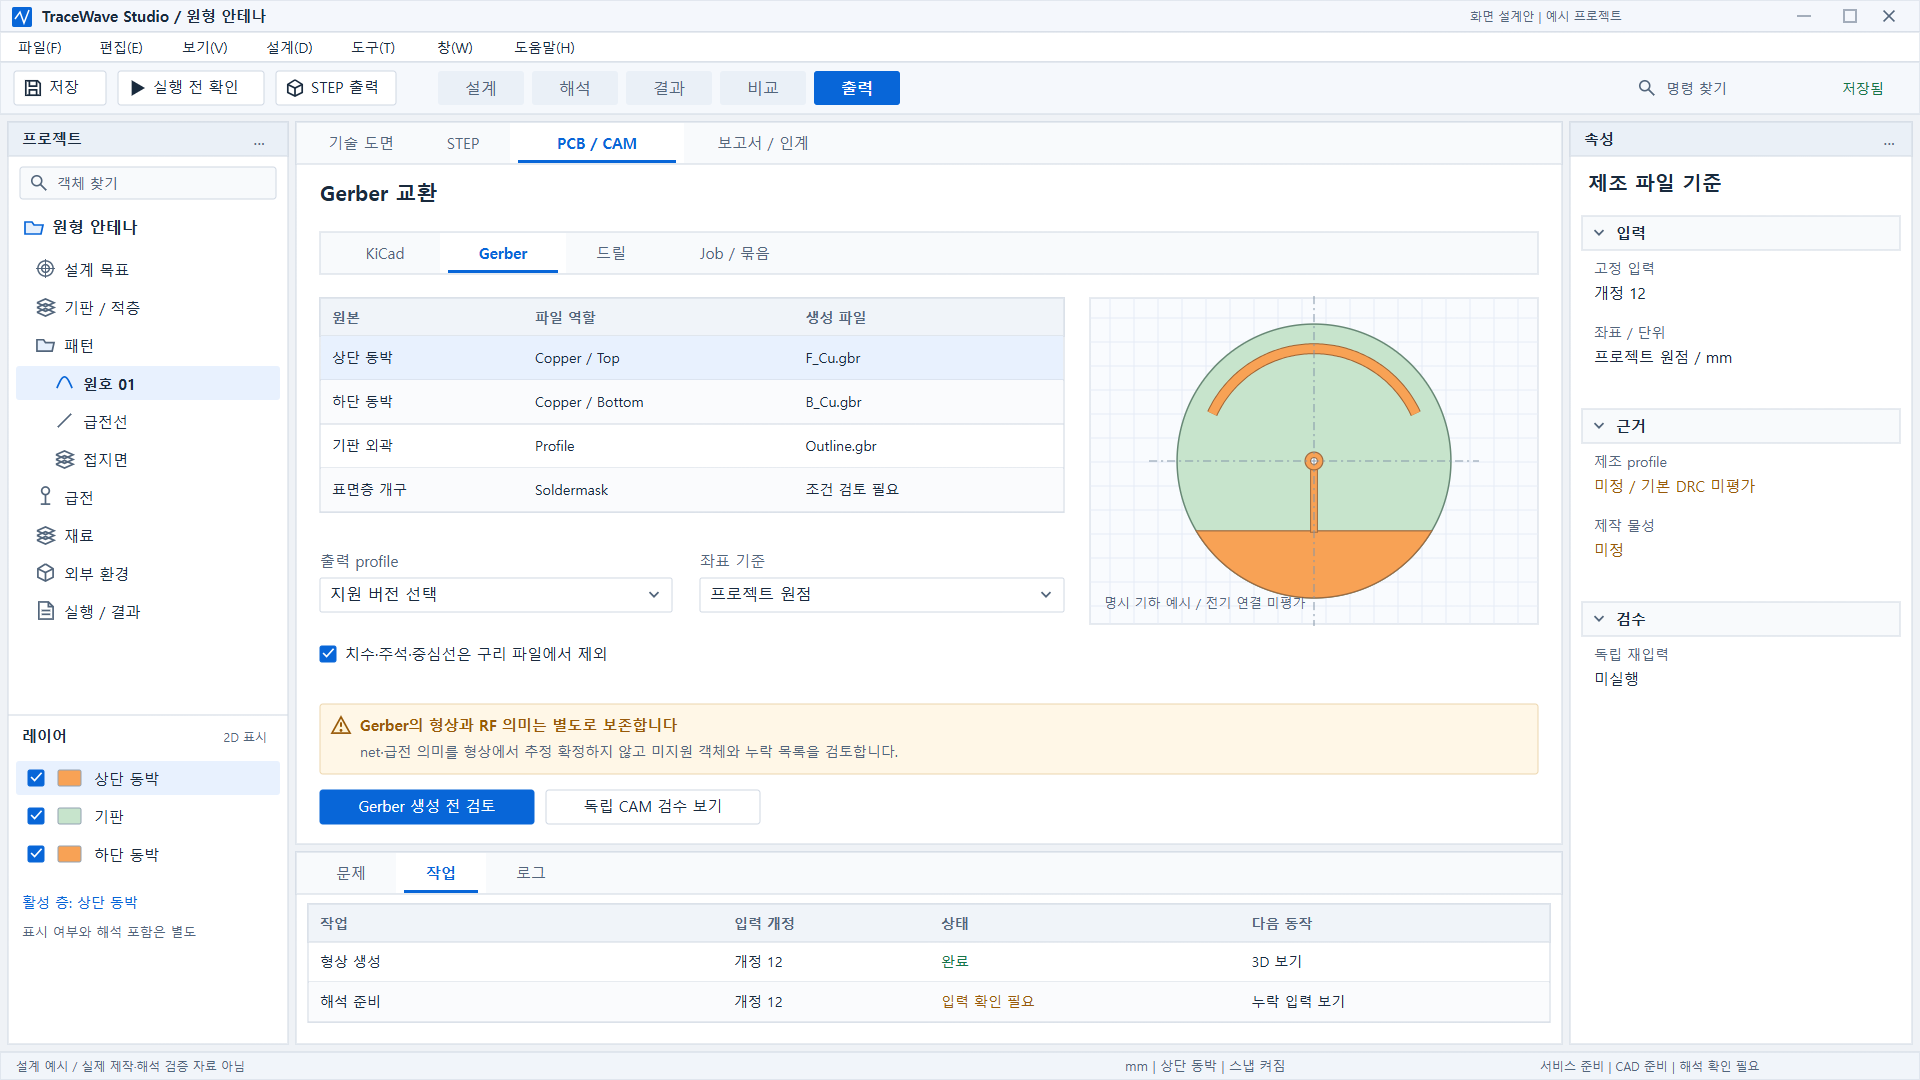 TraceWave Studio / 원형 안테나
화면 설계안 | 예시 프로젝트
파일(F) 편집(E) 보기(V) 설계(D) 도구(T) 창(W) 도움말(H)
저장 실행 전 확인 STEP 출력 설계 해석 결과 비교 출력 명령 찾기 저장됨
프로젝트 ...
객체 찾기
원형 안테나
설계 목표
기판 / 적층
패턴
원호 01
급전선
접지면
급전
재료
외부 환경
실행 / 결과
레이어 2D 표시
상단 동박
기판
하단 동박
활성 층: 상단 동박
표시 여부와 해석 포함은 별도
기술 도면 STEP PCB / CAM 보고서 / 인계
Gerber 교환
KiCad Gerber 드릴 Job / 묶음
원본 파일 역할 생성 파일
상단 동박 Copper / Top F_Cu.gbr
하단 동박 Copper / Bottom B_Cu.gbr
기판 외곽 Profile Outline.gbr
표면층 개구 Soldermask 조건 검토 필요
출력 profile 좌표 기준
지원 버전 선택 프로젝트 원점
명시 기하 예시 / 전기 연결 미평가
치수·주석·중심선은 구리 파일에서 제외
Gerber의 형상과 RF 의미는 별도로 보존합니다
net·급전 의미를 형상에서 추정 확정하지 않고 미지원 객체와 누락 목록을 검토합니다.
Gerber 생성 전 검토 독립 CAM 검수 보기
문제 작업 로그
작업 입력 개정 상태 다음 동작
형상 생성 개정 12 완료 3D 보기
해석 준비 개정 12 입력 확인 필요 누락 입력 보기
속성 ...
제조 파일 기준
입력
고정 입력
개정 12
좌표 / 단위
프로젝트 원점 / mm
근거
제조 profile
미정 / 기본 DRC 미평가
제작 물성
미정
검수
독립 재입력
미실행
설계 예시 / 실제 제작·해석 검증 자료 아님
mm | 상단 동박 | 스냅 켜짐
서비스 준비 | CAD 준비 | 해석 확인 필요